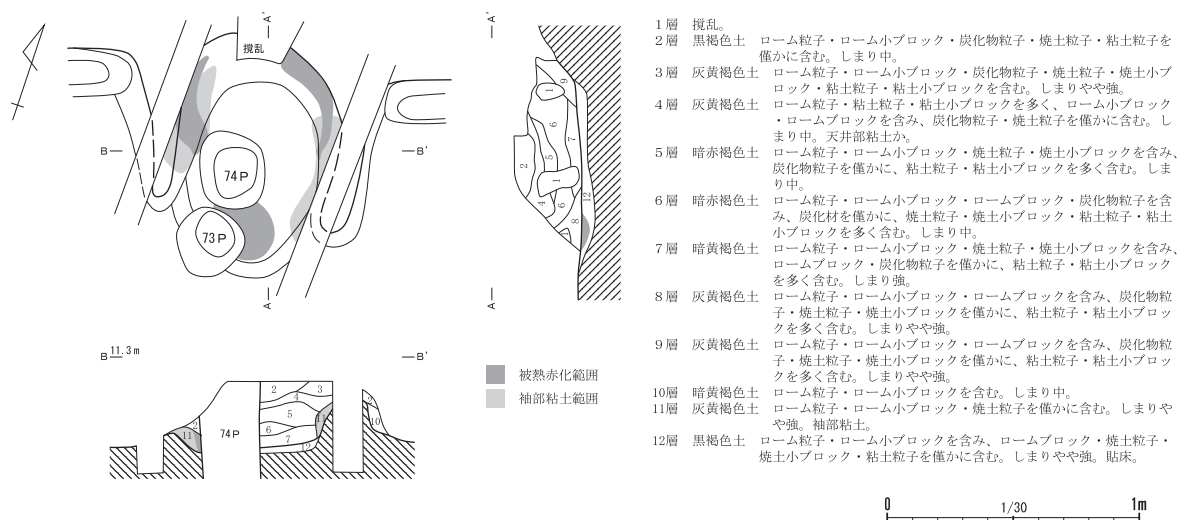 A'
A'
撹乱
B
B'
74P
73P
A
A
1
9
6
7
2
5
1
12
4
6
8
1
B 11.3m
B'
2
3
4
5
6
7
12
11
2
11
74P
2
10
被熱赤化範囲
袖部粘土範囲
1層 撹乱。
2層 黒褐色土 ローム粒子・ローム小ブロック・炭化物粒子・焼土粒子・粘土粒子を
僅かに含む。しまり中。
3層 灰黄褐色土 ローム粒子・ローム小ブロック・炭化物粒子・焼土粒子・焼土小ブ
ロック・粘土粒子・粘土小ブロックを含む。しまりやや強。
4層 灰黄褐色土 ローム粒子・粘土粒子・粘土小ブロックを多く、ローム小ブロック
・ロームブロックを含み、炭化物粒子・焼土粒子を僅かに含む。し
まり中。天井部粘土か。
5層 暗赤褐色土 ローム粒子・ローム小ブロック・焼土粒子・焼土小ブロックを含み、
炭化物粒子を僅かに、粘土粒子・粘土小ブロックを多く含む。しま
り中。
6層 暗赤褐色土 ローム粒子・ローム小ブロック・ロームブロック・炭化物粒子を含
み、炭化材を僅かに、焼土粒子・焼土小ブロック・粘土粒子・粘土
小ブロックを多く含む。しまり中。
7層 暗黄褐色土 ローム粒子・ローム小ブロック・焼土粒子・焼土小ブロックを含み、
ロームブロック・炭化物粒子を僅かに、粘土粒子・粘土小ブロック
を多く含む。しまり強。
8層 灰黄褐色土 ローム粒子・ローム小ブロック・ロームブロックを含み、炭化物粒
子・焼土粒子・焼土小ブロックを僅かに、粘土粒子・粘土小ブロッ
クを多く含む。しまりやや強。
9層 灰黄褐色土 ローム粒子・ローム小ブロック・ロームブロックを含み、炭化物粒
子・焼土粒子・焼土小ブロックを僅かに、粘土粒子・粘土小ブロッ
クを多く含む。しまりやや強。
10層 暗黄褐色土 ローム粒子・ローム小ブロックを含む。しまり中。
11層 灰黄褐色土 ローム粒子・ローム小ブロック・焼土粒子を僅かに含む。しまりや
や強。袖部粘土。
12層 黒褐色土 ローム粒子・ローム小ブロックを含み、ロームブロック・焼土粒子・
焼土小ブロック・粘土粒子を僅かに含む。しまりやや強。貼床。
0 1/30 1m